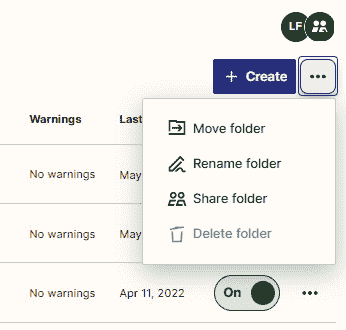 LF
+ Create
Warnings
Last
Move folder
No warnings
May
Rename folder
Share folder
No warnings
May
Delete folder
No warnings
Apr 11, 2022
On